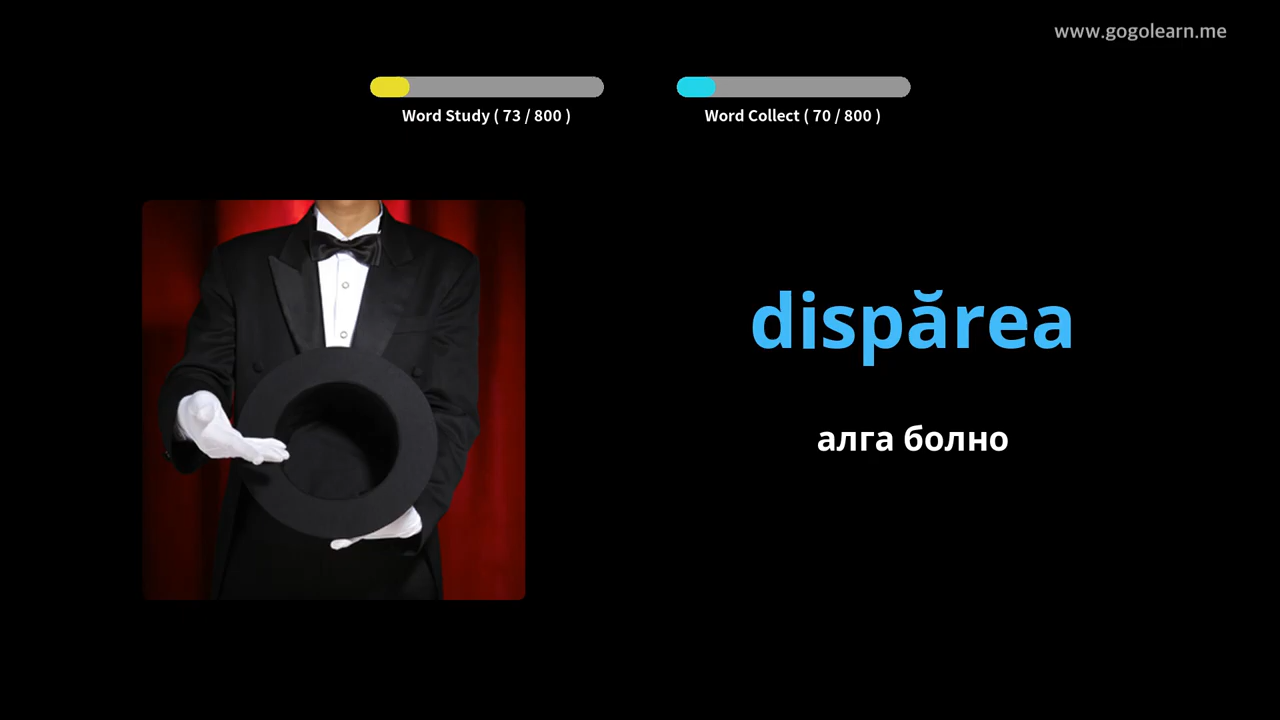 www.gogolearn.me
Word Study ( 73 / 800 )
Word Collect ( 70 / 800 )
dispărea
алга болно